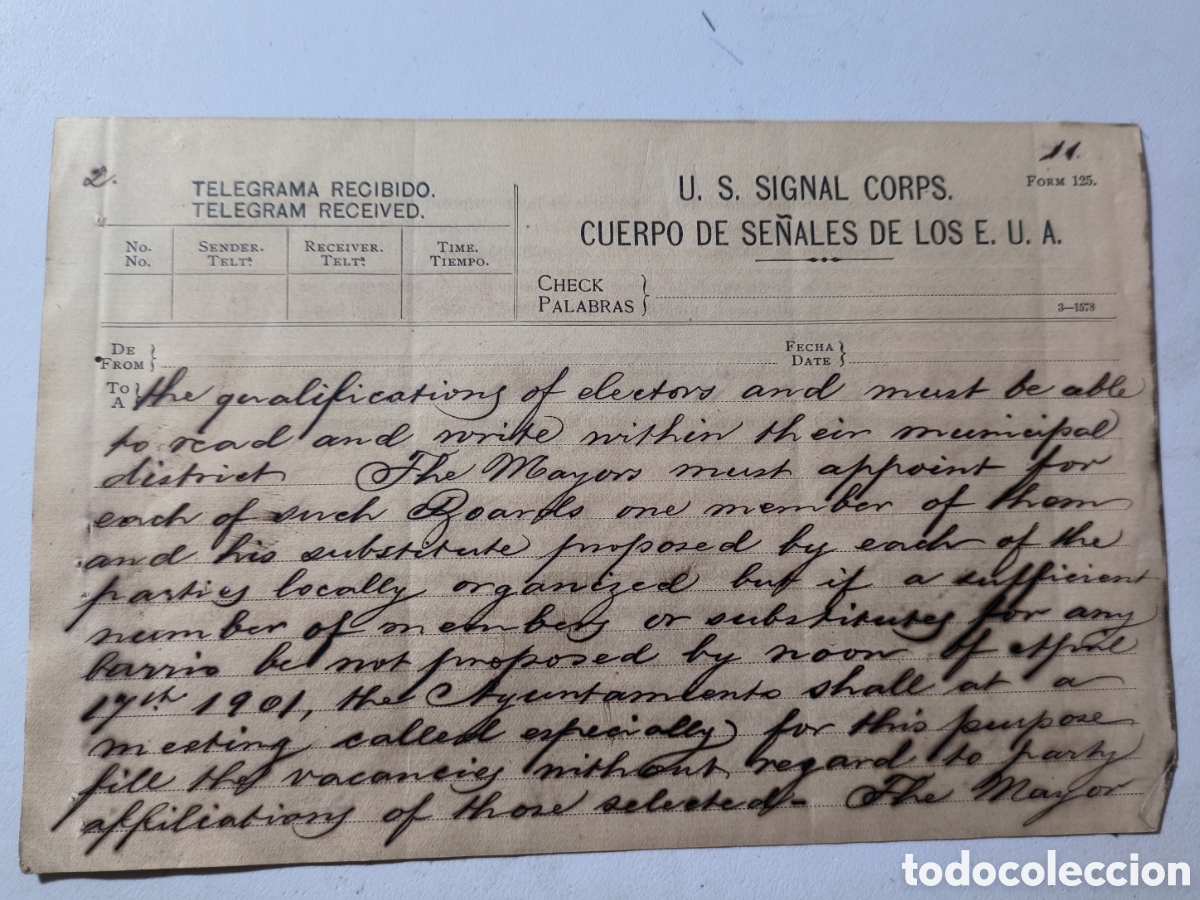 2.
11.
TELEGRAMA RECIBIDO.
TELEGRAM RECEIVED.
U. S. SIGNAL CORPS.
FORM 125.
CUERPO DE SEÑALES DE LOS E. U. A.
No. SENDER. RECEIVER. TIME.
No. TELTª. TELTª. TIEMPO.
CHECK
PALABRAS
3—1578
DE
FROM
FECHA
DATE
TO
A
the qualifications of electors and must be able
to read and write within their municipal
district The Mayors must appoint for
each of such Boards one member of them
and his substitute proposed by each of the
parties locally organized but if a sufficient
number of members or substitutes for any
barrio be not proposed by noon of April
17th 1901, the Ayuntamiento shall at a
meeting called especially for this purpose
fill the vacancies without regard to party
affiliations of those selected- The Mayor
todocoleccion